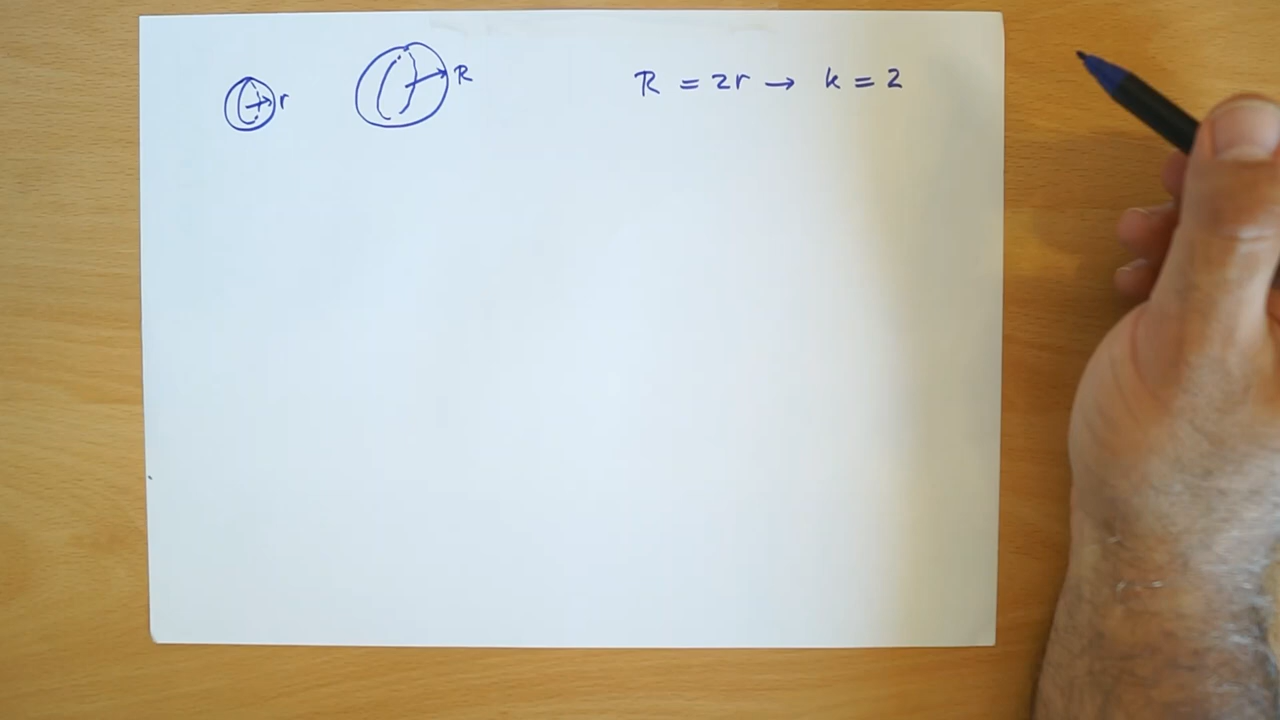 r
R
R = 2r → k = 2